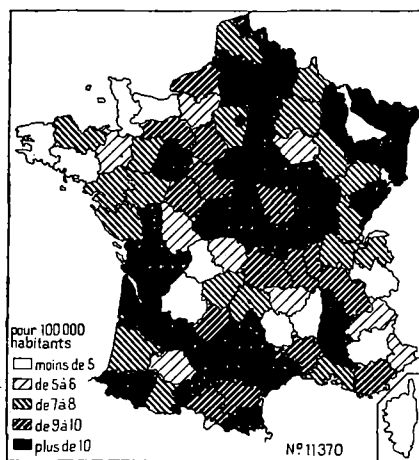 pour 100 000
habitants
moins de 5
de 5 à 6
de 7 à 8
de 9 à 10
plus de 10
Nº 11370